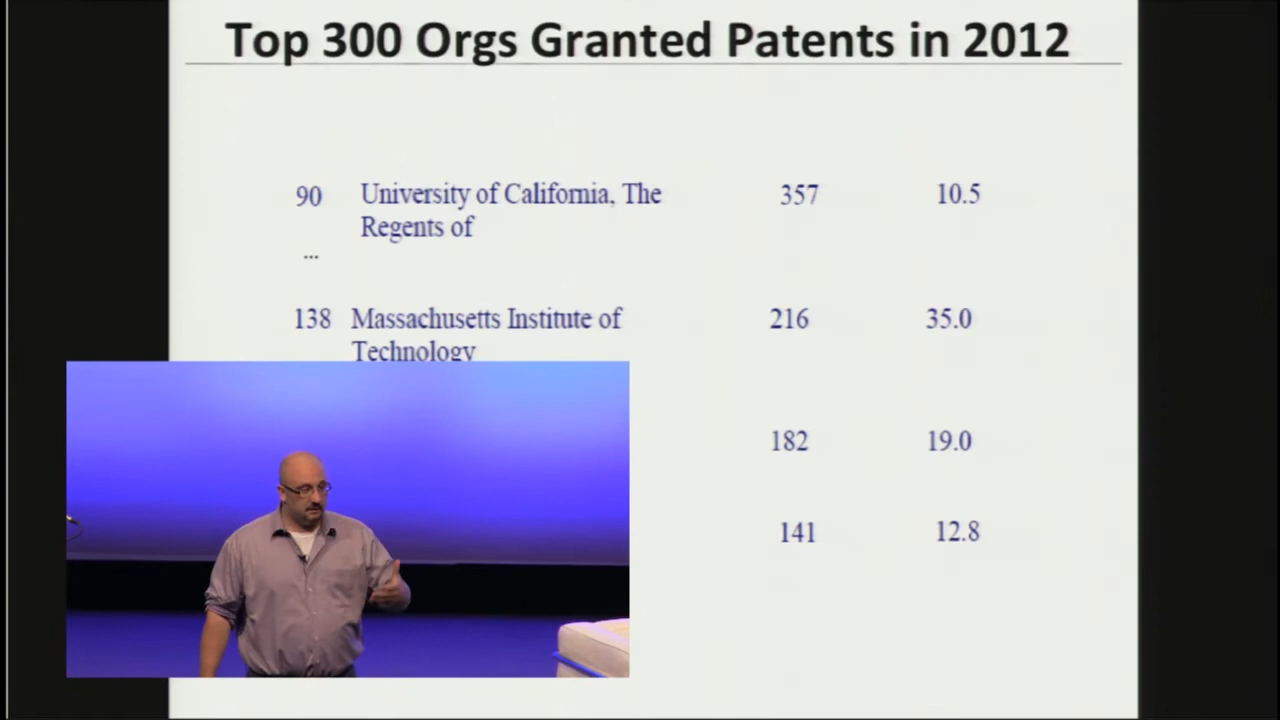 Top 300 Orgs Granted Patents in 2012
90 University of California, The 357 10.5
Regents of
...
138 Massachusetts Institute of 216 35.0
Technology
182 19.0
141 12.8